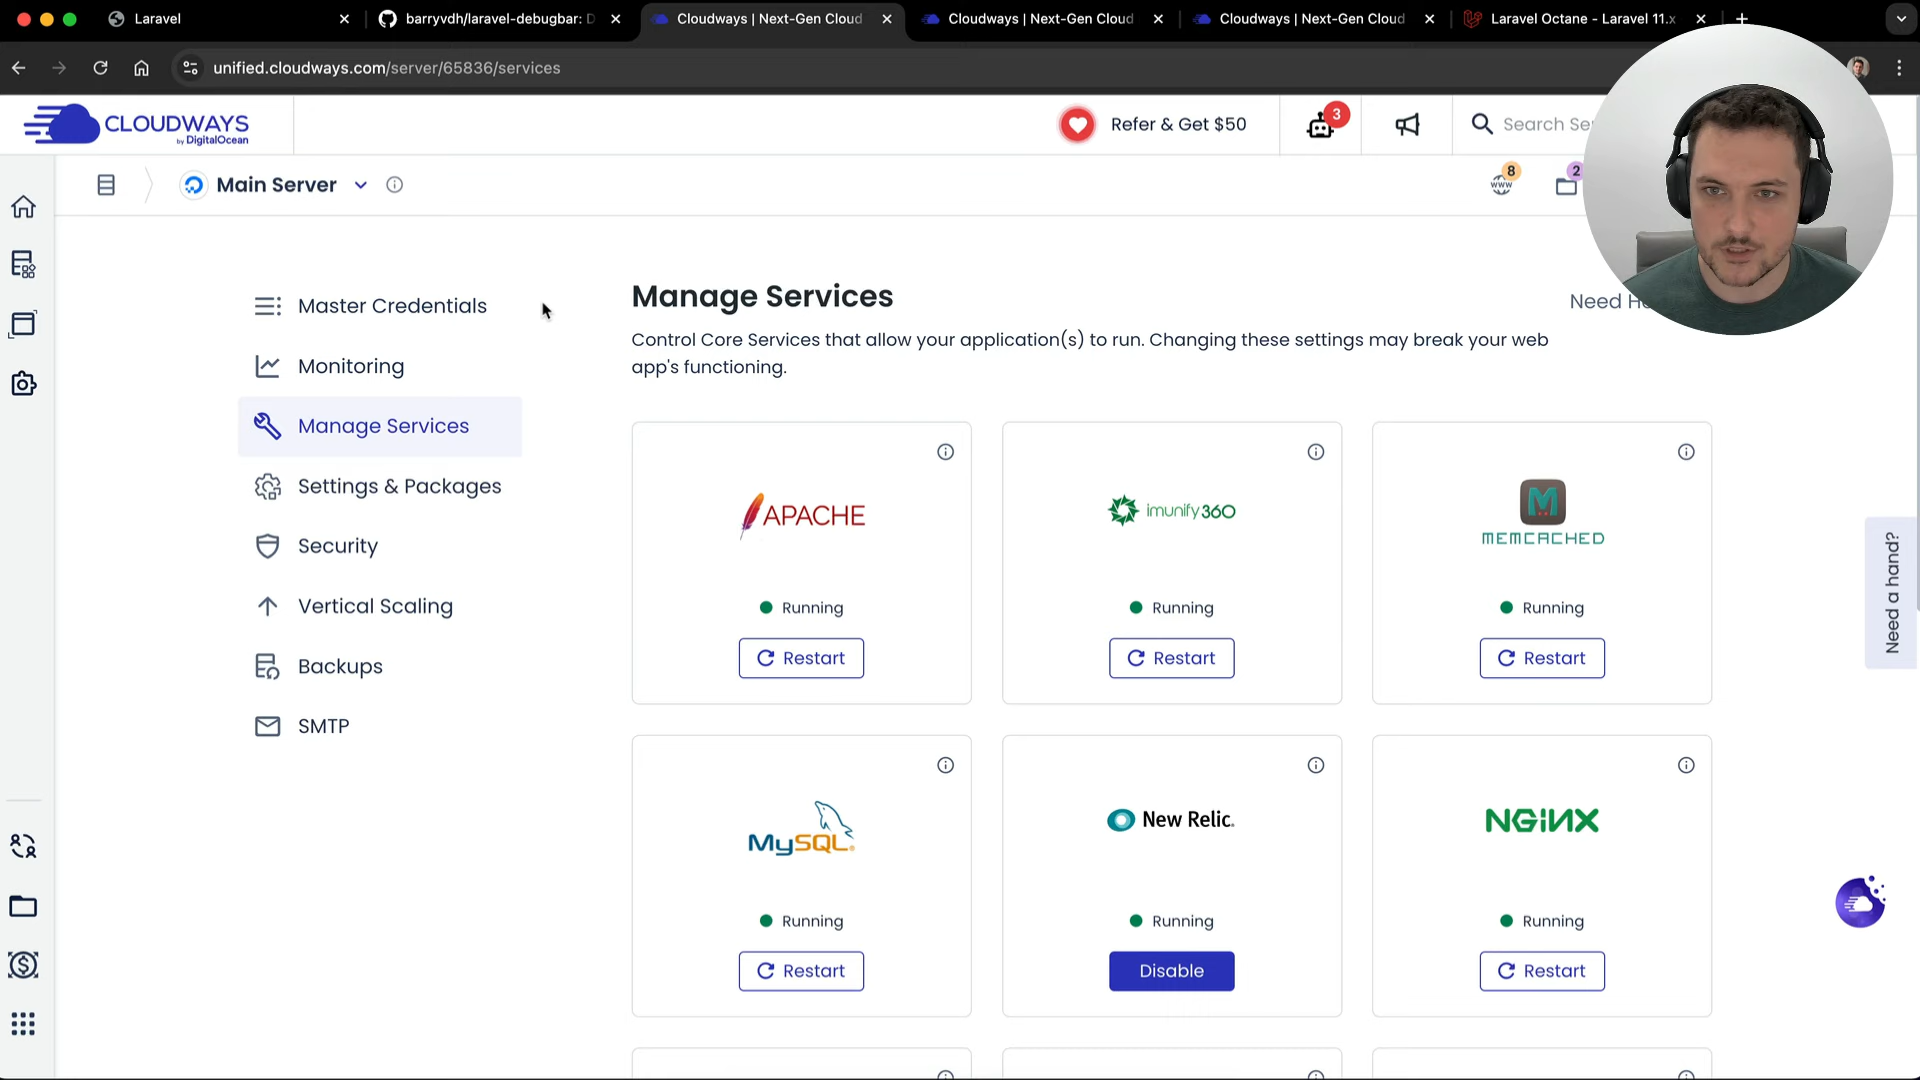 Laravel
barryvdh/laravel-debugbar: D
Cloudways | Next-Gen Cloud
Cloudways | Next-Gen Cloud
Cloudways | Next-Gen Cloud
Laravel Octane - Laravel 11.x
unified.cloudways.com/server/65836/services
CLOUDWAYS
by DigitalOcean
Refer & Get $50
3
Search Se
Main Server
www
8
2
Master Credentials
Monitoring
Manage Services
Settings & Packages
Security
Vertical Scaling
Backups
SMTP
Manage Services
Need H
Control Core Services that allow your application(s) to run. Changing these settings may break your web
app's functioning.
APACHE
Running
Restart
imunify360
Running
Restart
MEMCACHED
Running
Restart
MySQL
Running
Restart
New Relic.
Running
Disable
NGINX
Running
Restart
Need a hand?